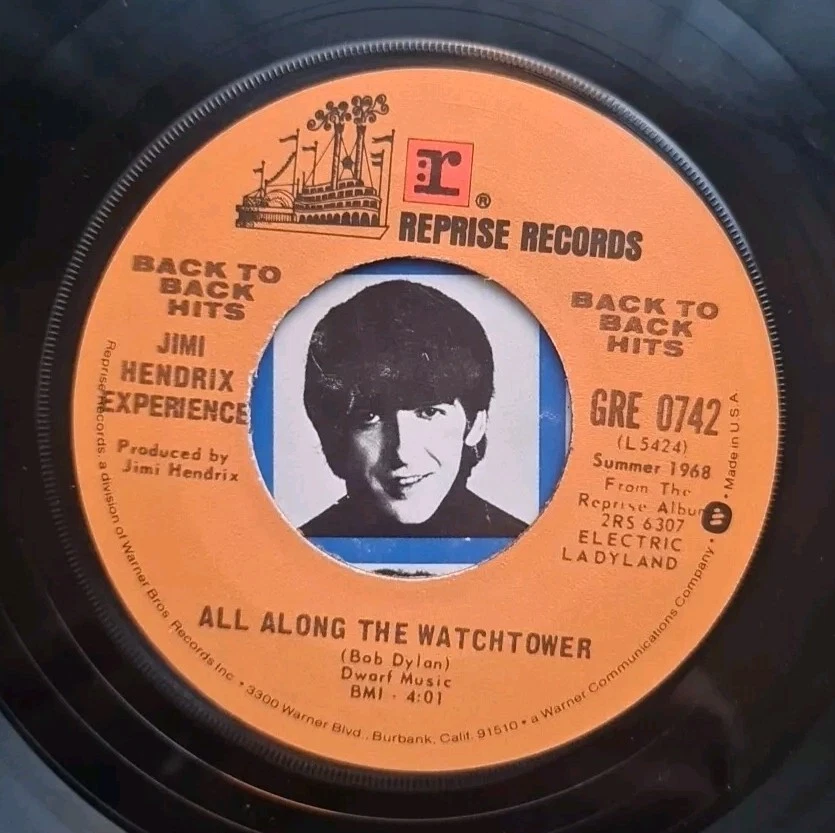 r ®
REPRISE RECORDS
BACK TO
BACK
HITS
JIMI
HENDRIX
EXPERIENCE
Produced by
Jimi Hendrix
BACK TO
BACK
HITS
GRE 0742
(L5424)
Summer 1968
From The
Reprise Album
2RS 6307
ELECTRIC
LADYLAND
ALL ALONG THE WATCHTOWER
(Bob Dylan)
Dwarf Music
BMI - 4:01
Reprise Records, a division of Warner Bros. Records Inc • 3300 Warner Blvd., Burbank, Calif. 91510 • a Warner Communications Company • Made in U.S.A